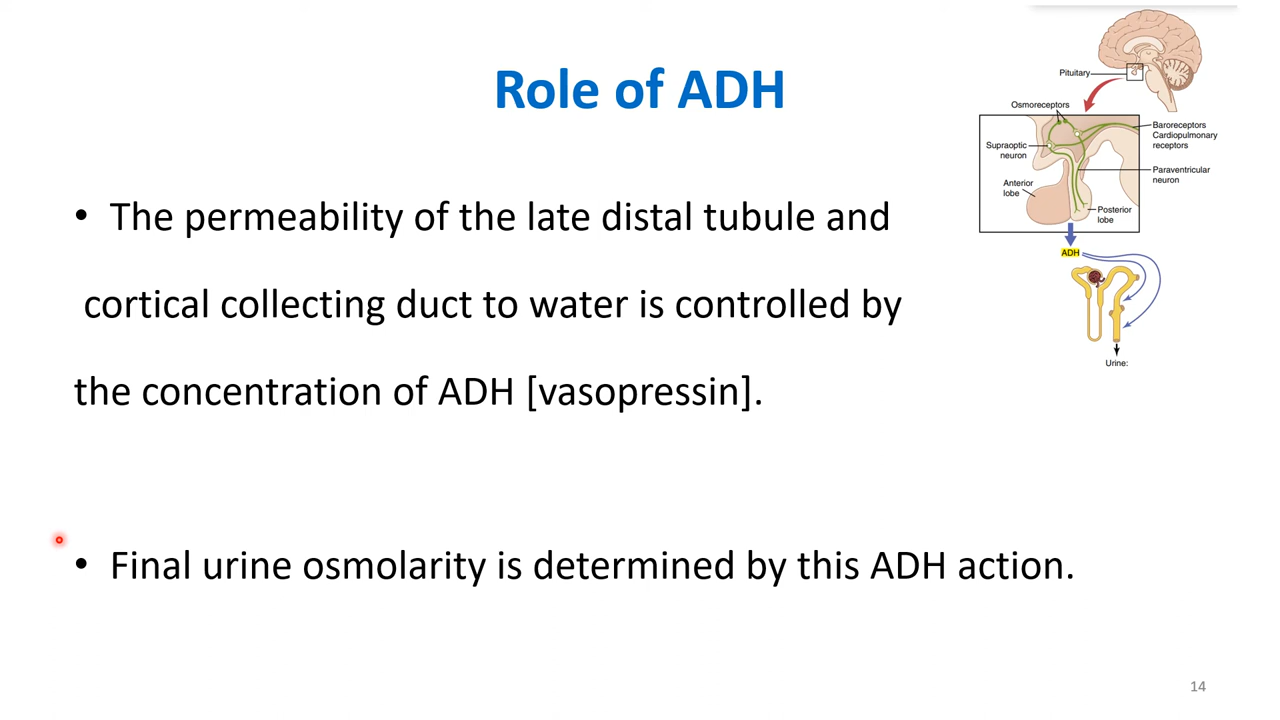 Role of ADH
• The permeability of the late distal tubule and
cortical collecting duct to water is controlled by
the concentration of ADH [vasopressin].
• Final urine osmolarity is determined by this ADH action.
Pituitary
Osmoreceptors
Baroreceptors
Cardiopulmonary
receptors
Supraoptic
neuron
Paraventricular
neuron
Anterior
lobe
Posterior
lobe
ADH
Urine:
14